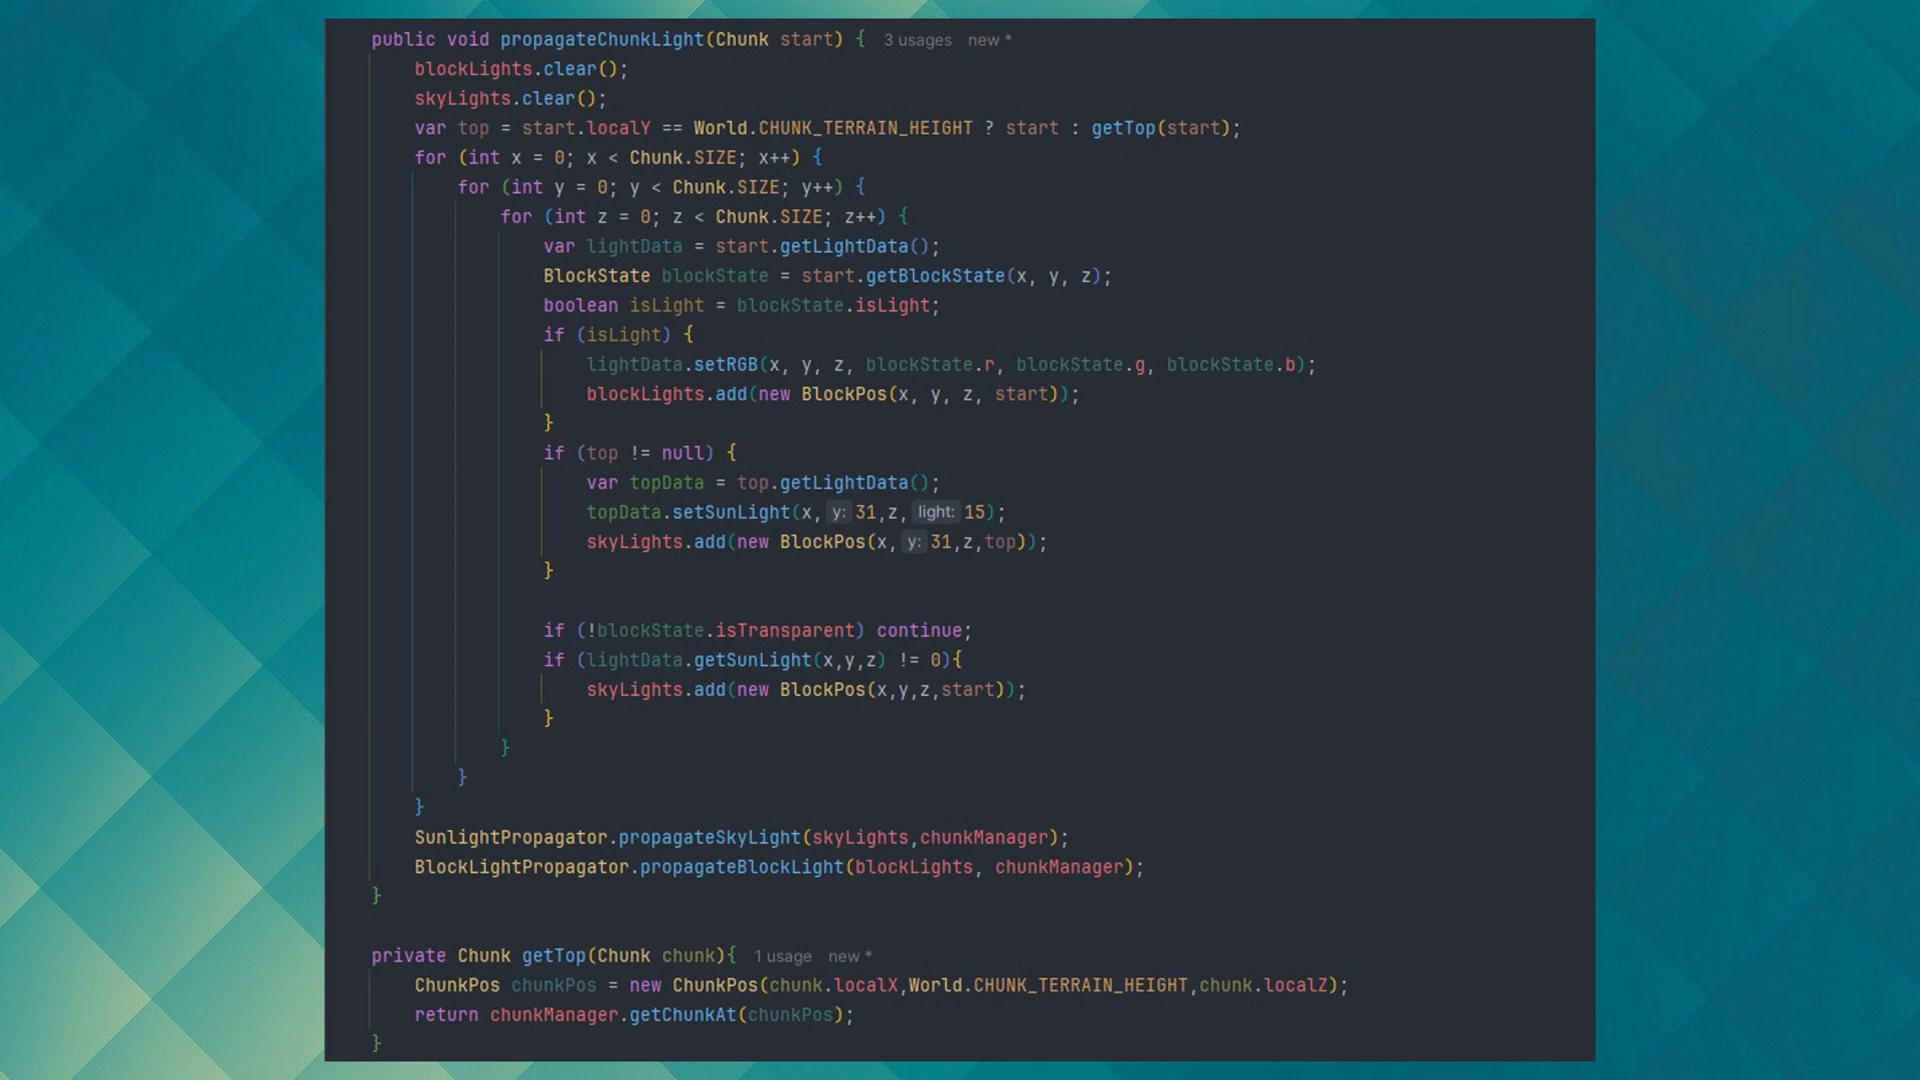 public void propagateChunkLight(Chunk start) { 3 usages new *
blockLights.clear();
skyLights.clear();
var top = start.localY == World.CHUNK_TERRAIN_HEIGHT ? start : getTop(start);
for (int x = 0; x < Chunk.SIZE; x++) {
for (int y = 0; y < Chunk.SIZE; y++) {
for (int z = 0; z < Chunk.SIZE; z++) {
var lightData = start.getLightData();
BlockState blockState = start.getBlockState(x, y, z);
boolean isLight = blockState.isLight;
if (isLight) {
lightData.setRGB(x, y, z, blockState.r, blockState.g, blockState.b);
blockLights.add(new BlockPos(x, y, z, start));
}
if (top != null) {
var topData = top.getLightData();
topData.setSunLight(x, y: 31,z, light: 15);
skyLights.add(new BlockPos(x, y: 31,z,top));
}
if (!blockState.isTransparent) continue;
if (lightData.getSunLight(x,y,z) != 0){
skyLights.add(new BlockPos(x,y,z,start));
}
}
}
}
SunlightPropagator.propagateSkyLight(skyLights,chunkManager);
BlockLightPropagator.propagateBlockLight(blockLights, chunkManager);
}
private Chunk getTop(Chunk chunk){ 1 usage new *
ChunkPos chunkPos = new ChunkPos(chunk.localX,World.CHUNK_TERRAIN_HEIGHT,chunk.localZ);
return chunkManager.getChunkAt(chunkPos);
}